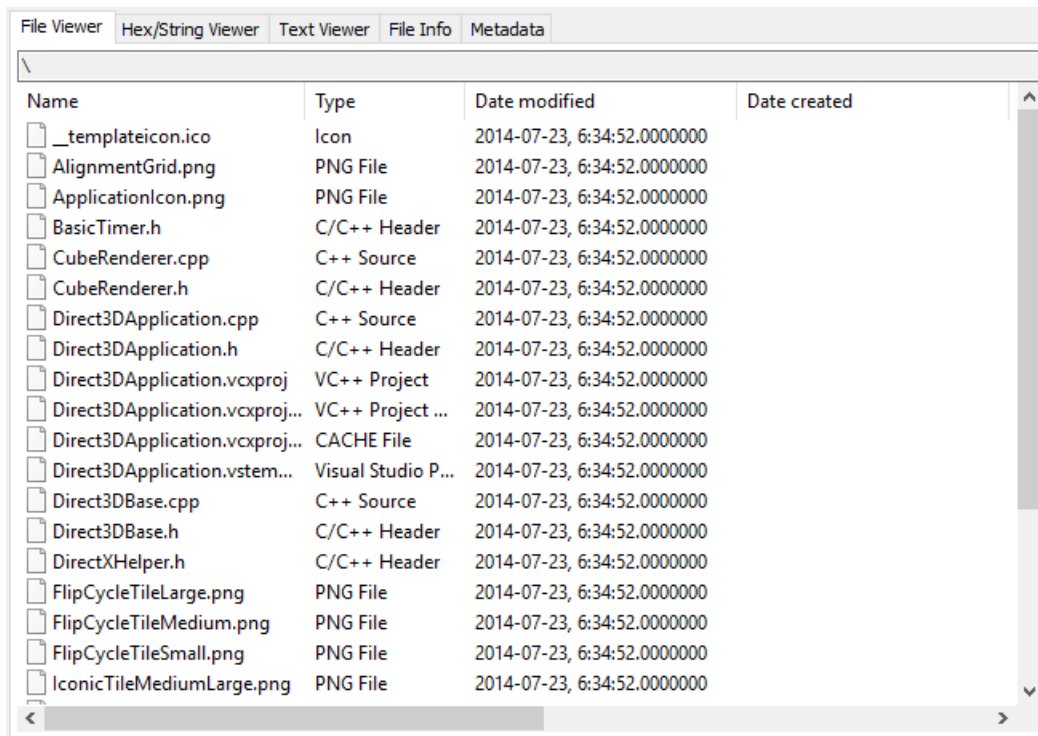 File Viewer Hex/String Viewer Text Viewer File Info Metadata
\
Name Type Date modified Date created
__templateicon.ico Icon 2014-07-23, 6:34:52.0000000
AlignmentGrid.png PNG File 2014-07-23, 6:34:52.0000000
ApplicationIcon.png PNG File 2014-07-23, 6:34:52.0000000
BasicTimer.h C/C++ Header 2014-07-23, 6:34:52.0000000
CubeRenderer.cpp C++ Source 2014-07-23, 6:34:52.0000000
CubeRenderer.h C/C++ Header 2014-07-23, 6:34:52.0000000
Direct3DApplication.cpp C++ Source 2014-07-23, 6:34:52.0000000
Direct3DApplication.h C/C++ Header 2014-07-23, 6:34:52.0000000
Direct3DApplication.vcxproj VC++ Project 2014-07-23, 6:34:52.0000000
Direct3DApplication.vcxproj... VC++ Project ... 2014-07-23, 6:34:52.0000000
Direct3DApplication.vcxproj... CACHE File 2014-07-23, 6:34:52.0000000
Direct3DApplication.vstem... Visual Studio P... 2014-07-23, 6:34:52.0000000
Direct3DBase.cpp C++ Source 2014-07-23, 6:34:52.0000000
Direct3DBase.h C/C++ Header 2014-07-23, 6:34:52.0000000
DirectXHelper.h C/C++ Header 2014-07-23, 6:34:52.0000000
FlipCycleTileLarge.png PNG File 2014-07-23, 6:34:52.0000000
FlipCycleTileMedium.png PNG File 2014-07-23, 6:34:52.0000000
FlipCycleTileSmall.png PNG File 2014-07-23, 6:34:52.0000000
IconicTileMediumLarge.png PNG File 2014-07-23, 6:34:52.0000000